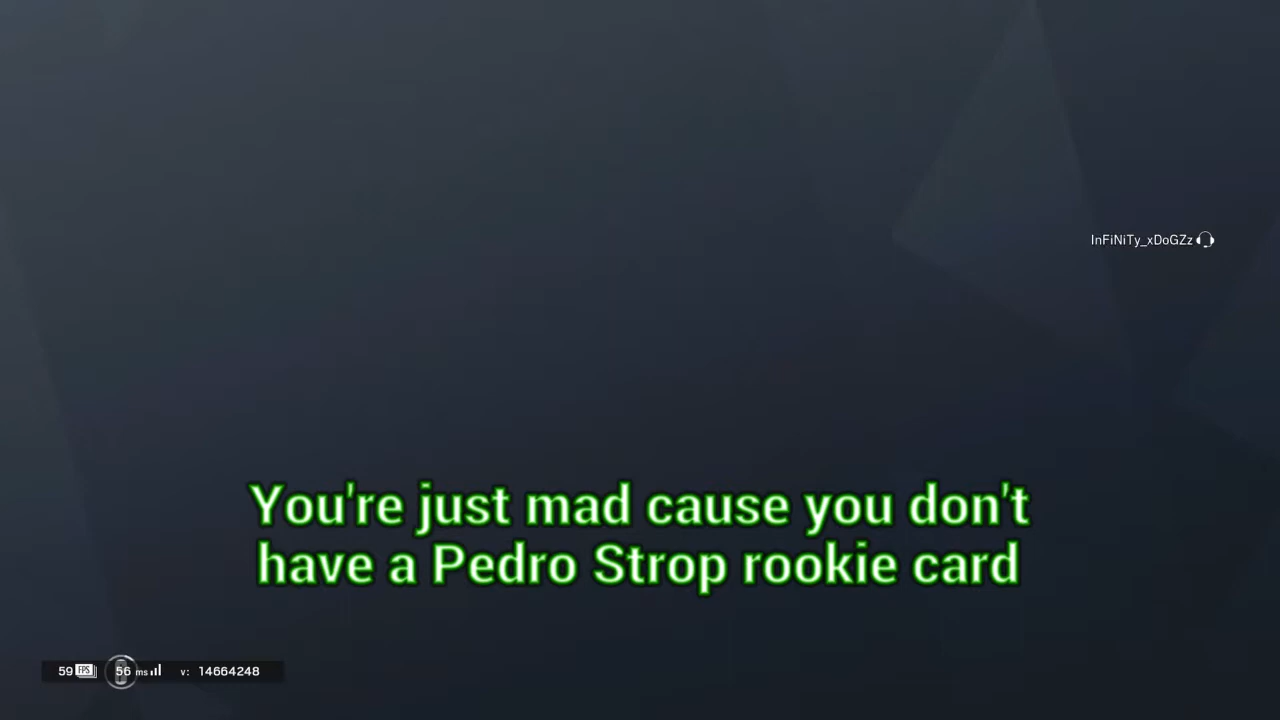 InFiNiTy_xDoGZz
You're just mad cause you don't
have a Pedro Strop rookie card
59 FPS 56 ms v: 14664248